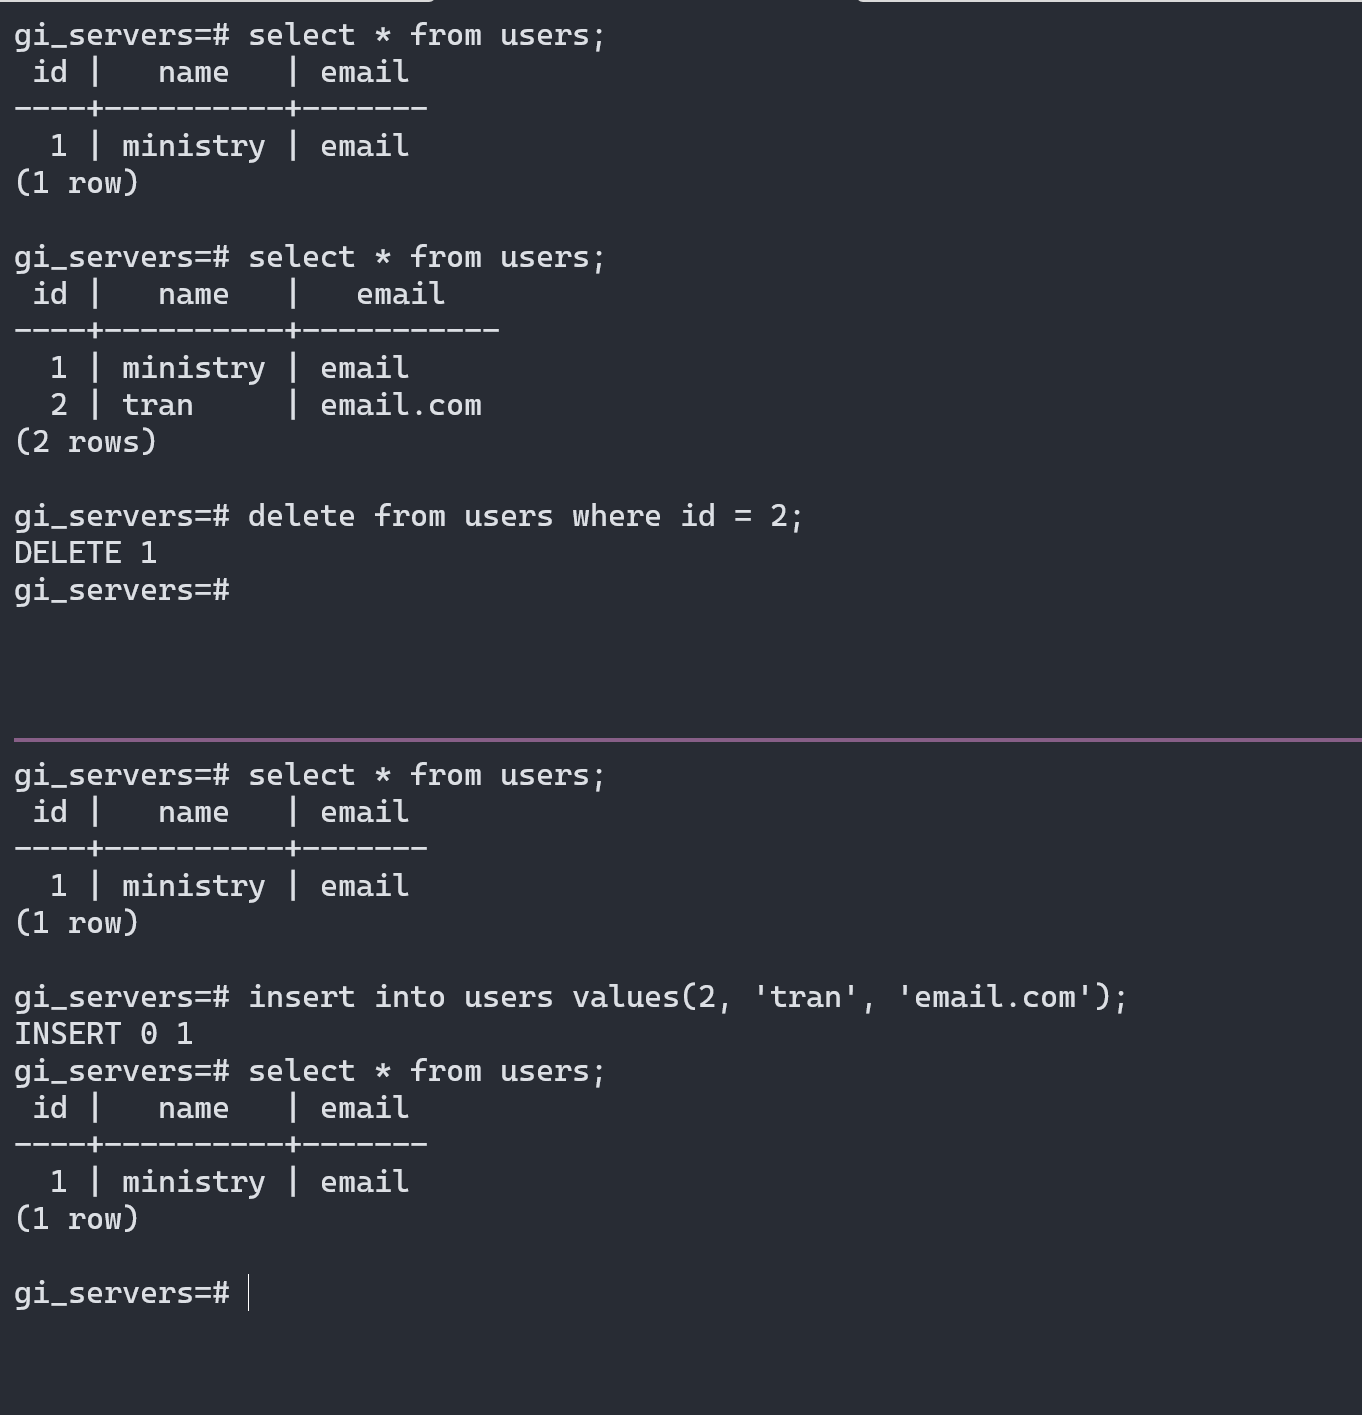 gi_servers=# select * from users;
 id |   name   | email
----+----------+-------
  1 | ministry | email
(1 row)

gi_servers=# select * from users;
 id |   name   |   email
----+----------+-----------
  1 | ministry | email
  2 | tran     | email.com
(2 rows)

gi_servers=# delete from users where id = 2;
DELETE 1
gi_servers=#

gi_servers=# select * from users;
 id |   name   | email
----+----------+-------
  1 | ministry | email
(1 row)

gi_servers=# insert into users values(2, 'tran', 'email.com');
INSERT 0 1
gi_servers=# select * from users;
 id |   name   | email
----+----------+-------
  1 | ministry | email
(1 row)

gi_servers=#